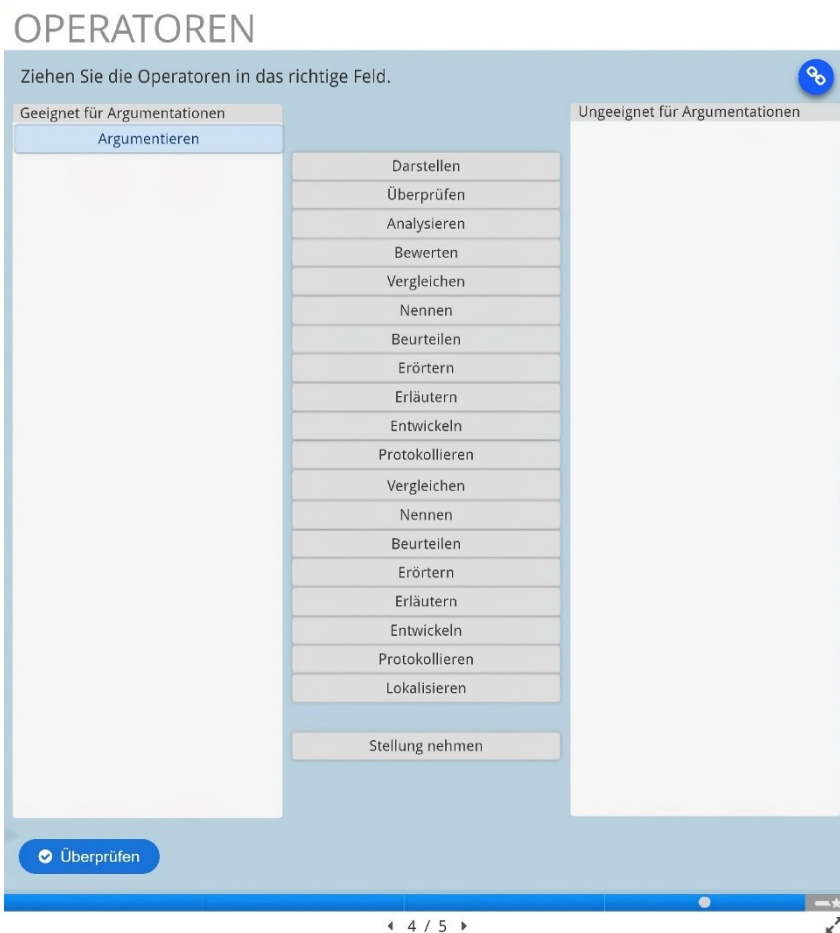 OPERATOREN
Ziehen Sie die Operatoren in das richtige Feld.
Geeignet für Argumentationen
Ungeeignet für Argumentationen
Argumentieren
Darstellen
Überprüfen
Analysieren
Bewerten
Vergleichen
Nennen
Beurteilen
Erörtern
Erläutern
Entwickeln
Protokollieren
Vergleichen
Nennen
Beurteilen
Erörtern
Erläutern
Entwickeln
Protokollieren
Lokalisieren
Stellung nehmen
Überprüfen
4 / 5